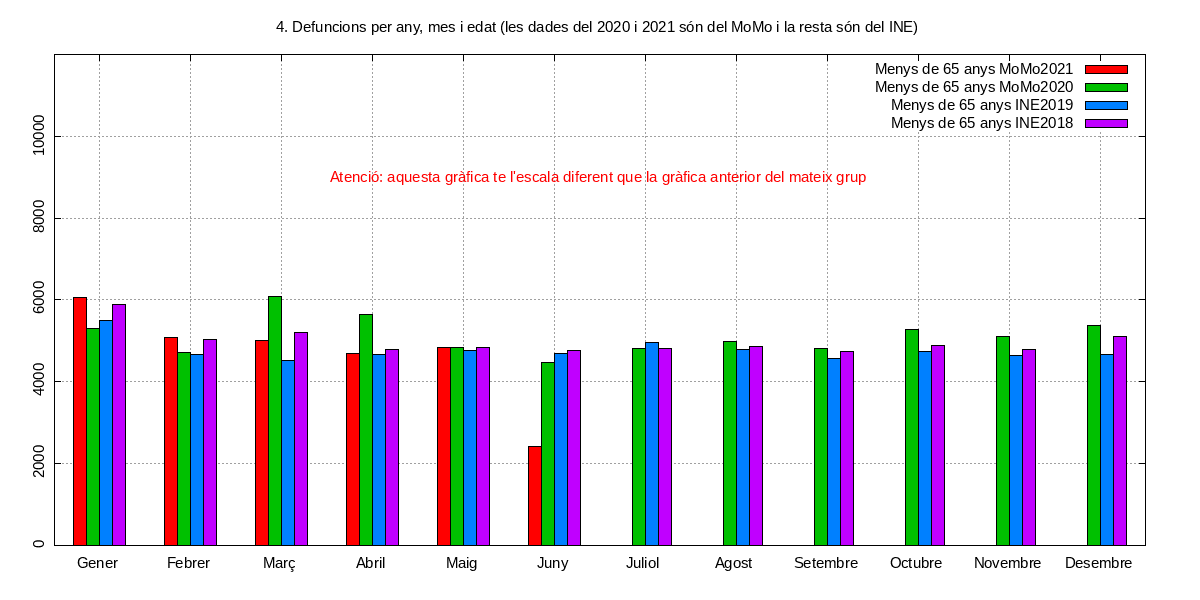 4. Defuncions per any, mes i edat (les dades del 2020 i 2021 són del MoMo i la resta són del INE)
Menys de 65 anys MoMo2021
Menys de 65 anys MoMo2020
Menys de 65 anys INE2019
Menys de 65 anys INE2018
Atenció: aquesta gràfica te l'escala diferent que la gràfica anterior del mateix grup
10000
8000
6000
4000
2000
0
Gener Febrer Març Abril Maig Juny Juliol Agost Setembre Octubre Novembre Desembre